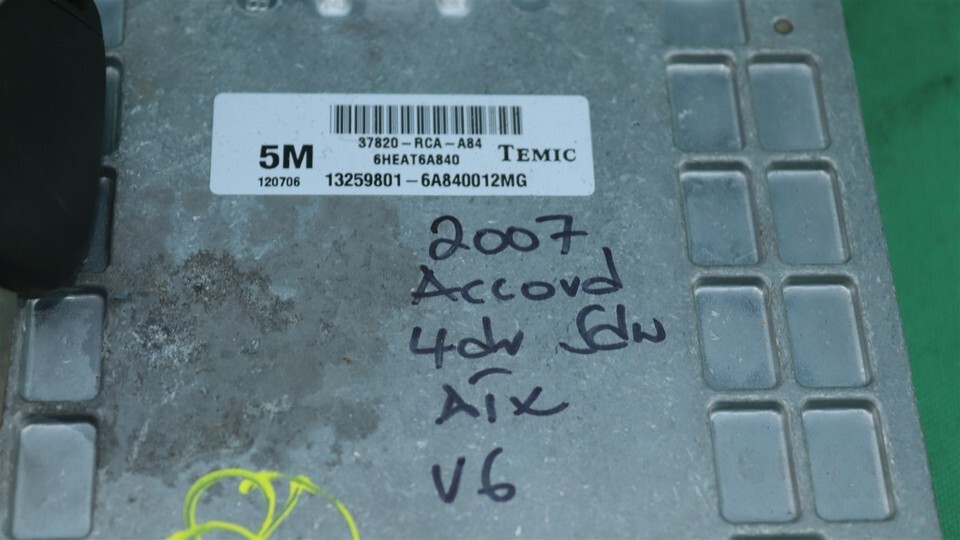 37820-RCA-A84
5M 6HEAT6A840 TEMIC
120706 13259801-6A840012MG
2007
Accord
4dr Sdn
A/x
V6